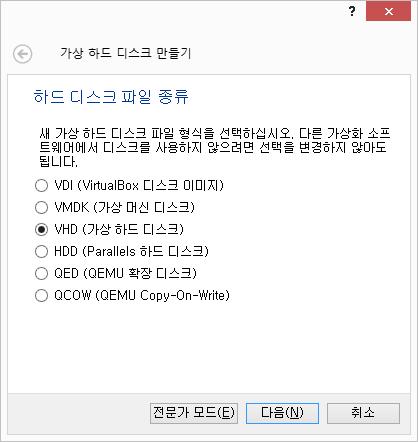 ?
가상 하드 디스크 만들기
하드 디스크 파일 종류
새 가상 하드 디스크 파일 형식을 선택하십시오. 다른 가상화 소프
트웨어에서 디스크를 사용하지 않으려면 선택을 변경하지 않아도
됩니다.
VDI (VirtualBox 디스크 이미지)
VMDK (가상 머신 디스크)
VHD (가상 하드 디스크)
HDD (Parallels 하드 디스크)
QED (QEMU 확장 디스크)
QCOW (QEMU Copy-On-Write)
전문가 모드(E) 다음(N) 취소